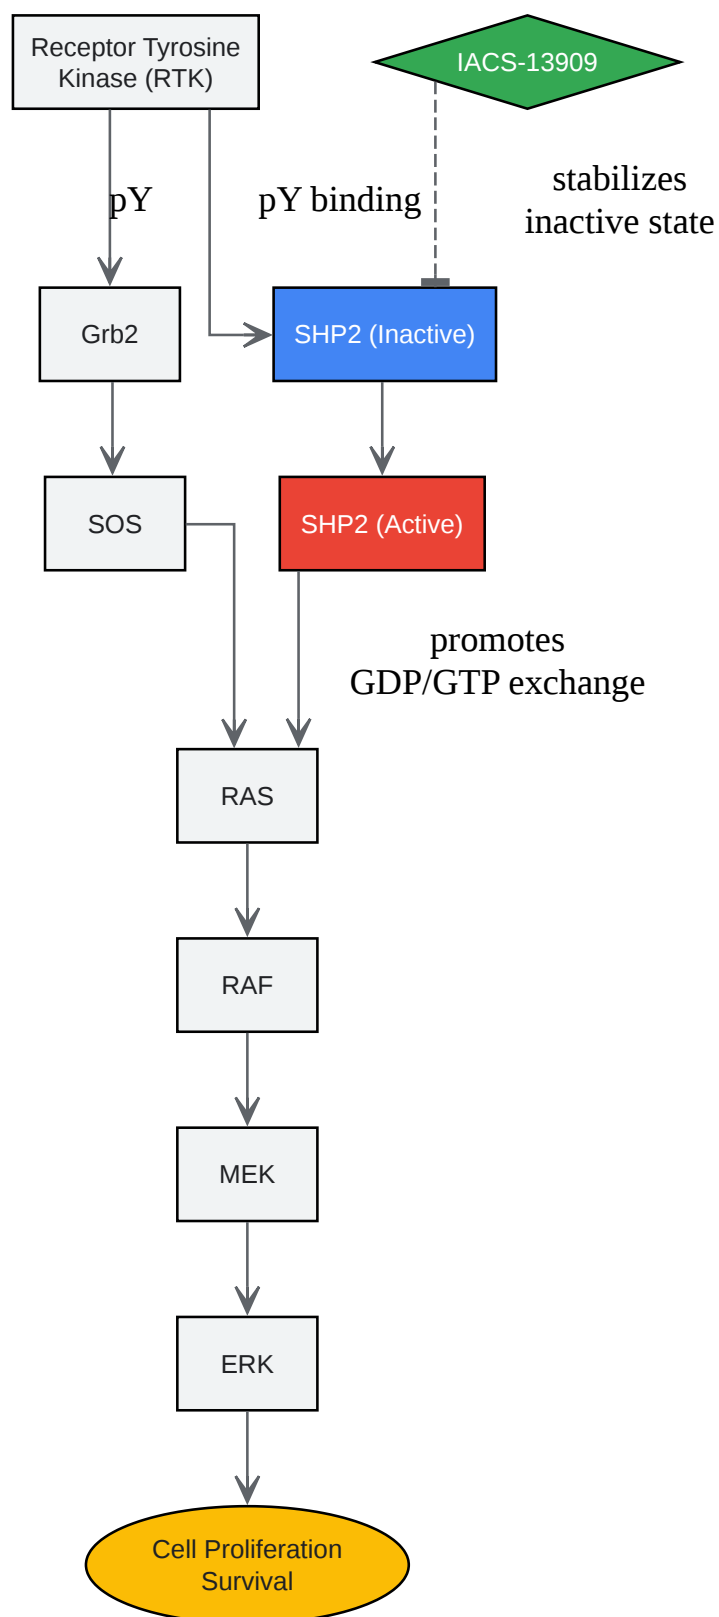 Receptor Tyrosine
Kinase (RTK)
IACS-13909
pY
pY binding
stabilizes
inactive state
Grb2
SHP2 (Inactive)
SOS
SHP2 (Active)
promotes
GDP/GTP exchange
RAS
RAF
MEK
ERK
Cell Proliferation
Survival